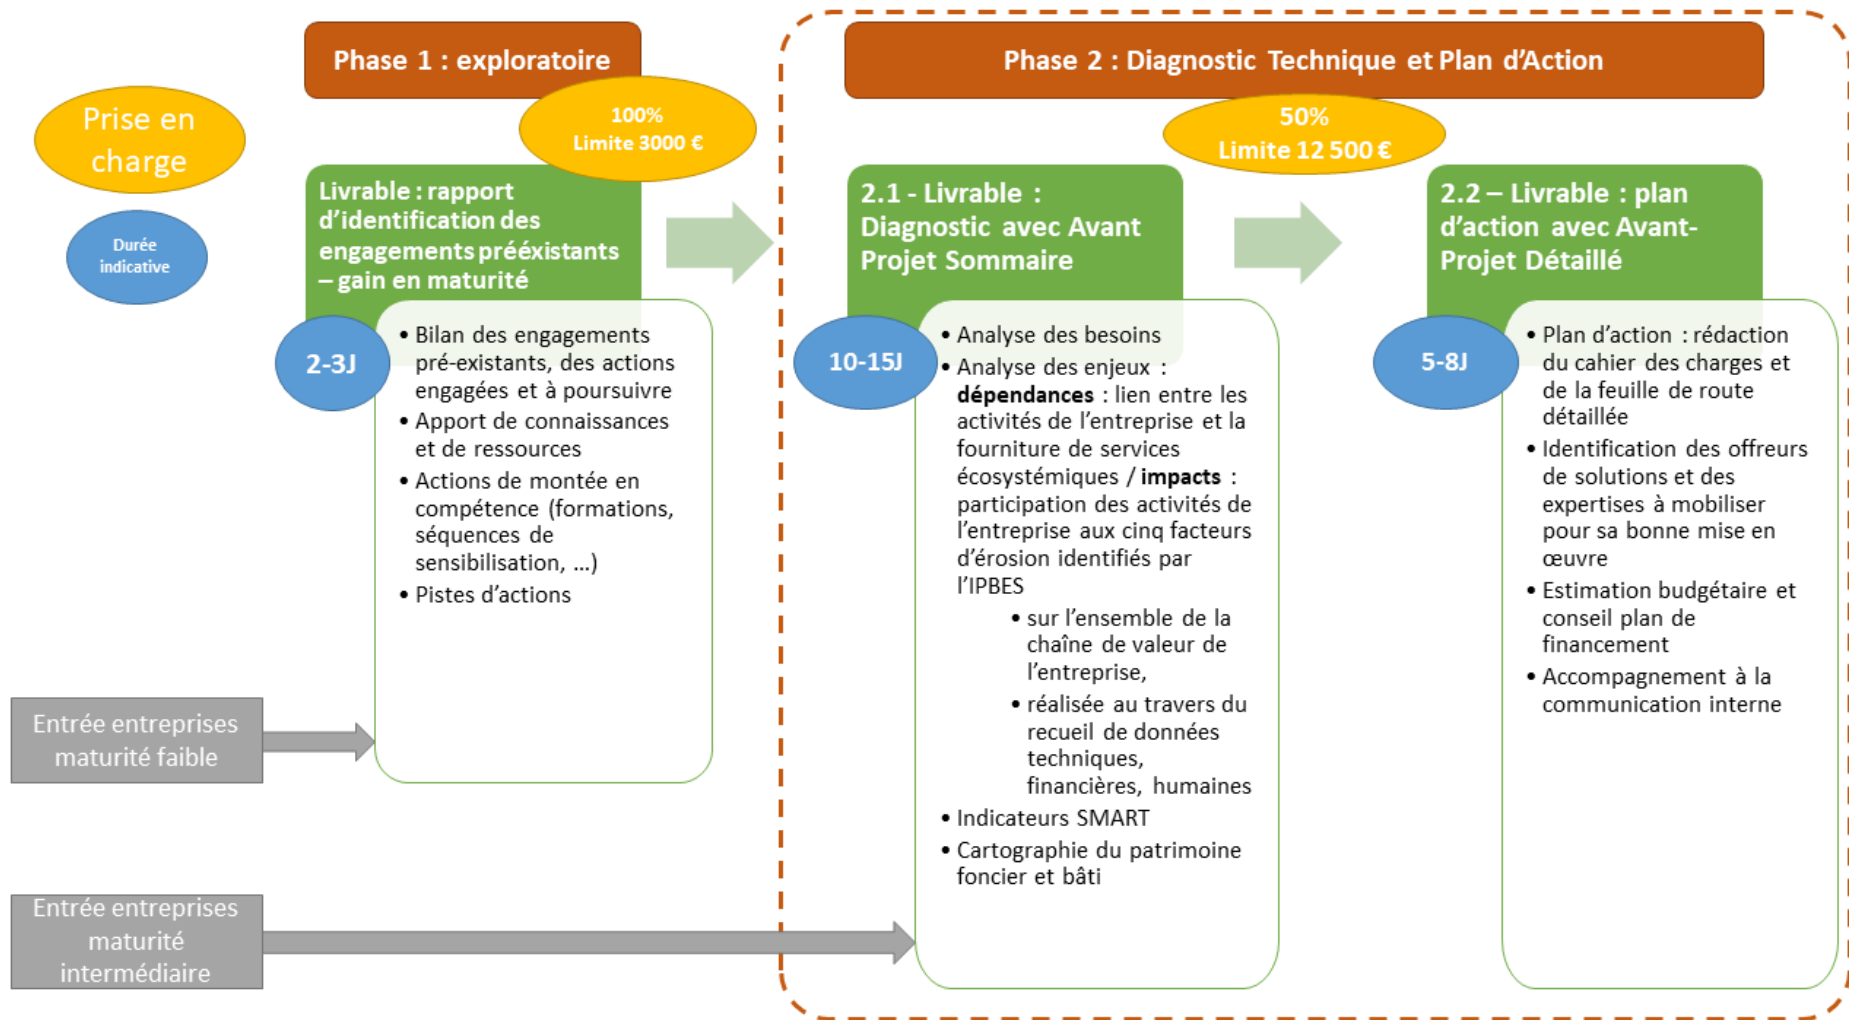 Phase 1 : exploratoire
Phase 2 : Diagnostic Technique et Plan d'Action
Prise en
charge
100%
Limite 3000 €
50%
Limite 12 500 €
Durée
indicative
Livrable : rapport
d'identification des
engagements prééxistants
– gain en maturité
2-3J
• Bilan des engagements
pré-existants, des actions
engagées et à poursuivre
• Apport de connaissances
et de ressources
• Actions de montée en
compétence (formations,
séquences de
sensibilisation, ...)
• Pistes d'actions
2.1 - Livrable :
Diagnostic avec Avant
Projet Sommaire
10-15J
• Analyse des besoins
• Analyse des enjeux :
dépendances : lien entre les
activités de l'entreprise et la
fourniture de services
écosystémiques / impacts :
participation des activités de
l'entreprise aux cinq facteurs
d'érosion identifiés par
l'IPBES
• sur l'ensemble de la
chaîne de valeur de
l'entreprise,
• réalisée au travers du
recueil de données
techniques,
financières, humaines
• Indicateurs SMART
• Cartographie du patrimoine
foncier et bâti
2.2 – Livrable : plan
d'action avec Avant-
Projet Détaillé
5-8J
• Plan d'action : rédaction
du cahier des charges et
de la feuille de route
détaillée
• Identification des offreurs
de solutions et des
expertises à mobiliser
pour sa bonne mise en
œuvre
• Estimation budgétaire et
conseil plan de
financement
• Accompagnement à la
communication interne
Entrée entreprises
maturité faible
Entrée entreprises
maturité
intermédiaire